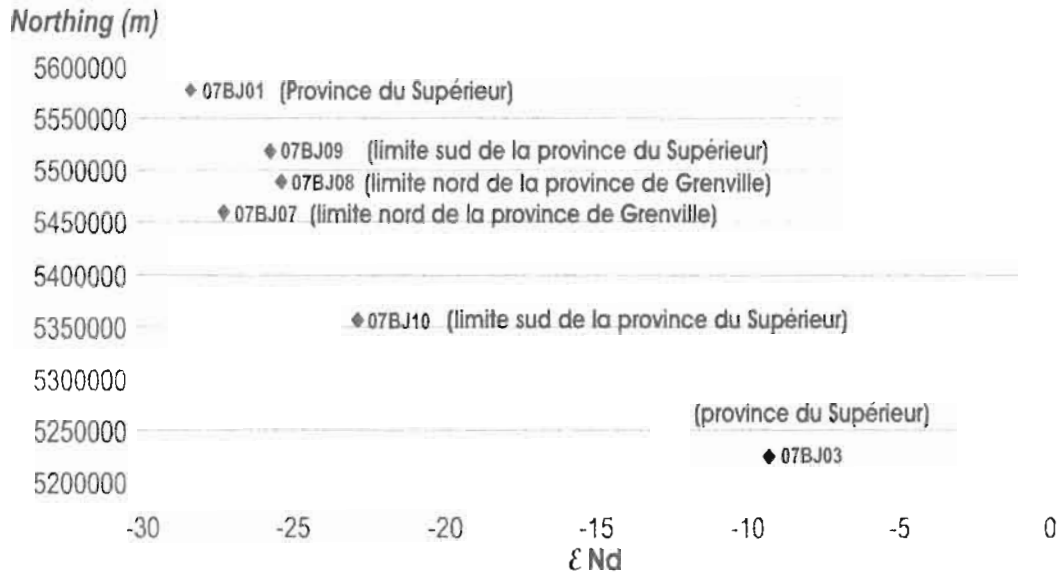 Northing (m)
5600000
07BJ01 (Province du Supérieur)
5550000
07BJ09 (limite sud de la province du Supérieur)
5500000
07BJ08 (limite nord de la province de Grenville)
07BJ07 (limite nord de la province de Grenville)
5450000
5400000
07BJ10 (limite sud de la province du Supérieur)
5350000
5300000
(province du Supérieur)
5250000
07BJ03
5200000
-30 -25 -20 -15 -10 -5 0
ℰ Nd